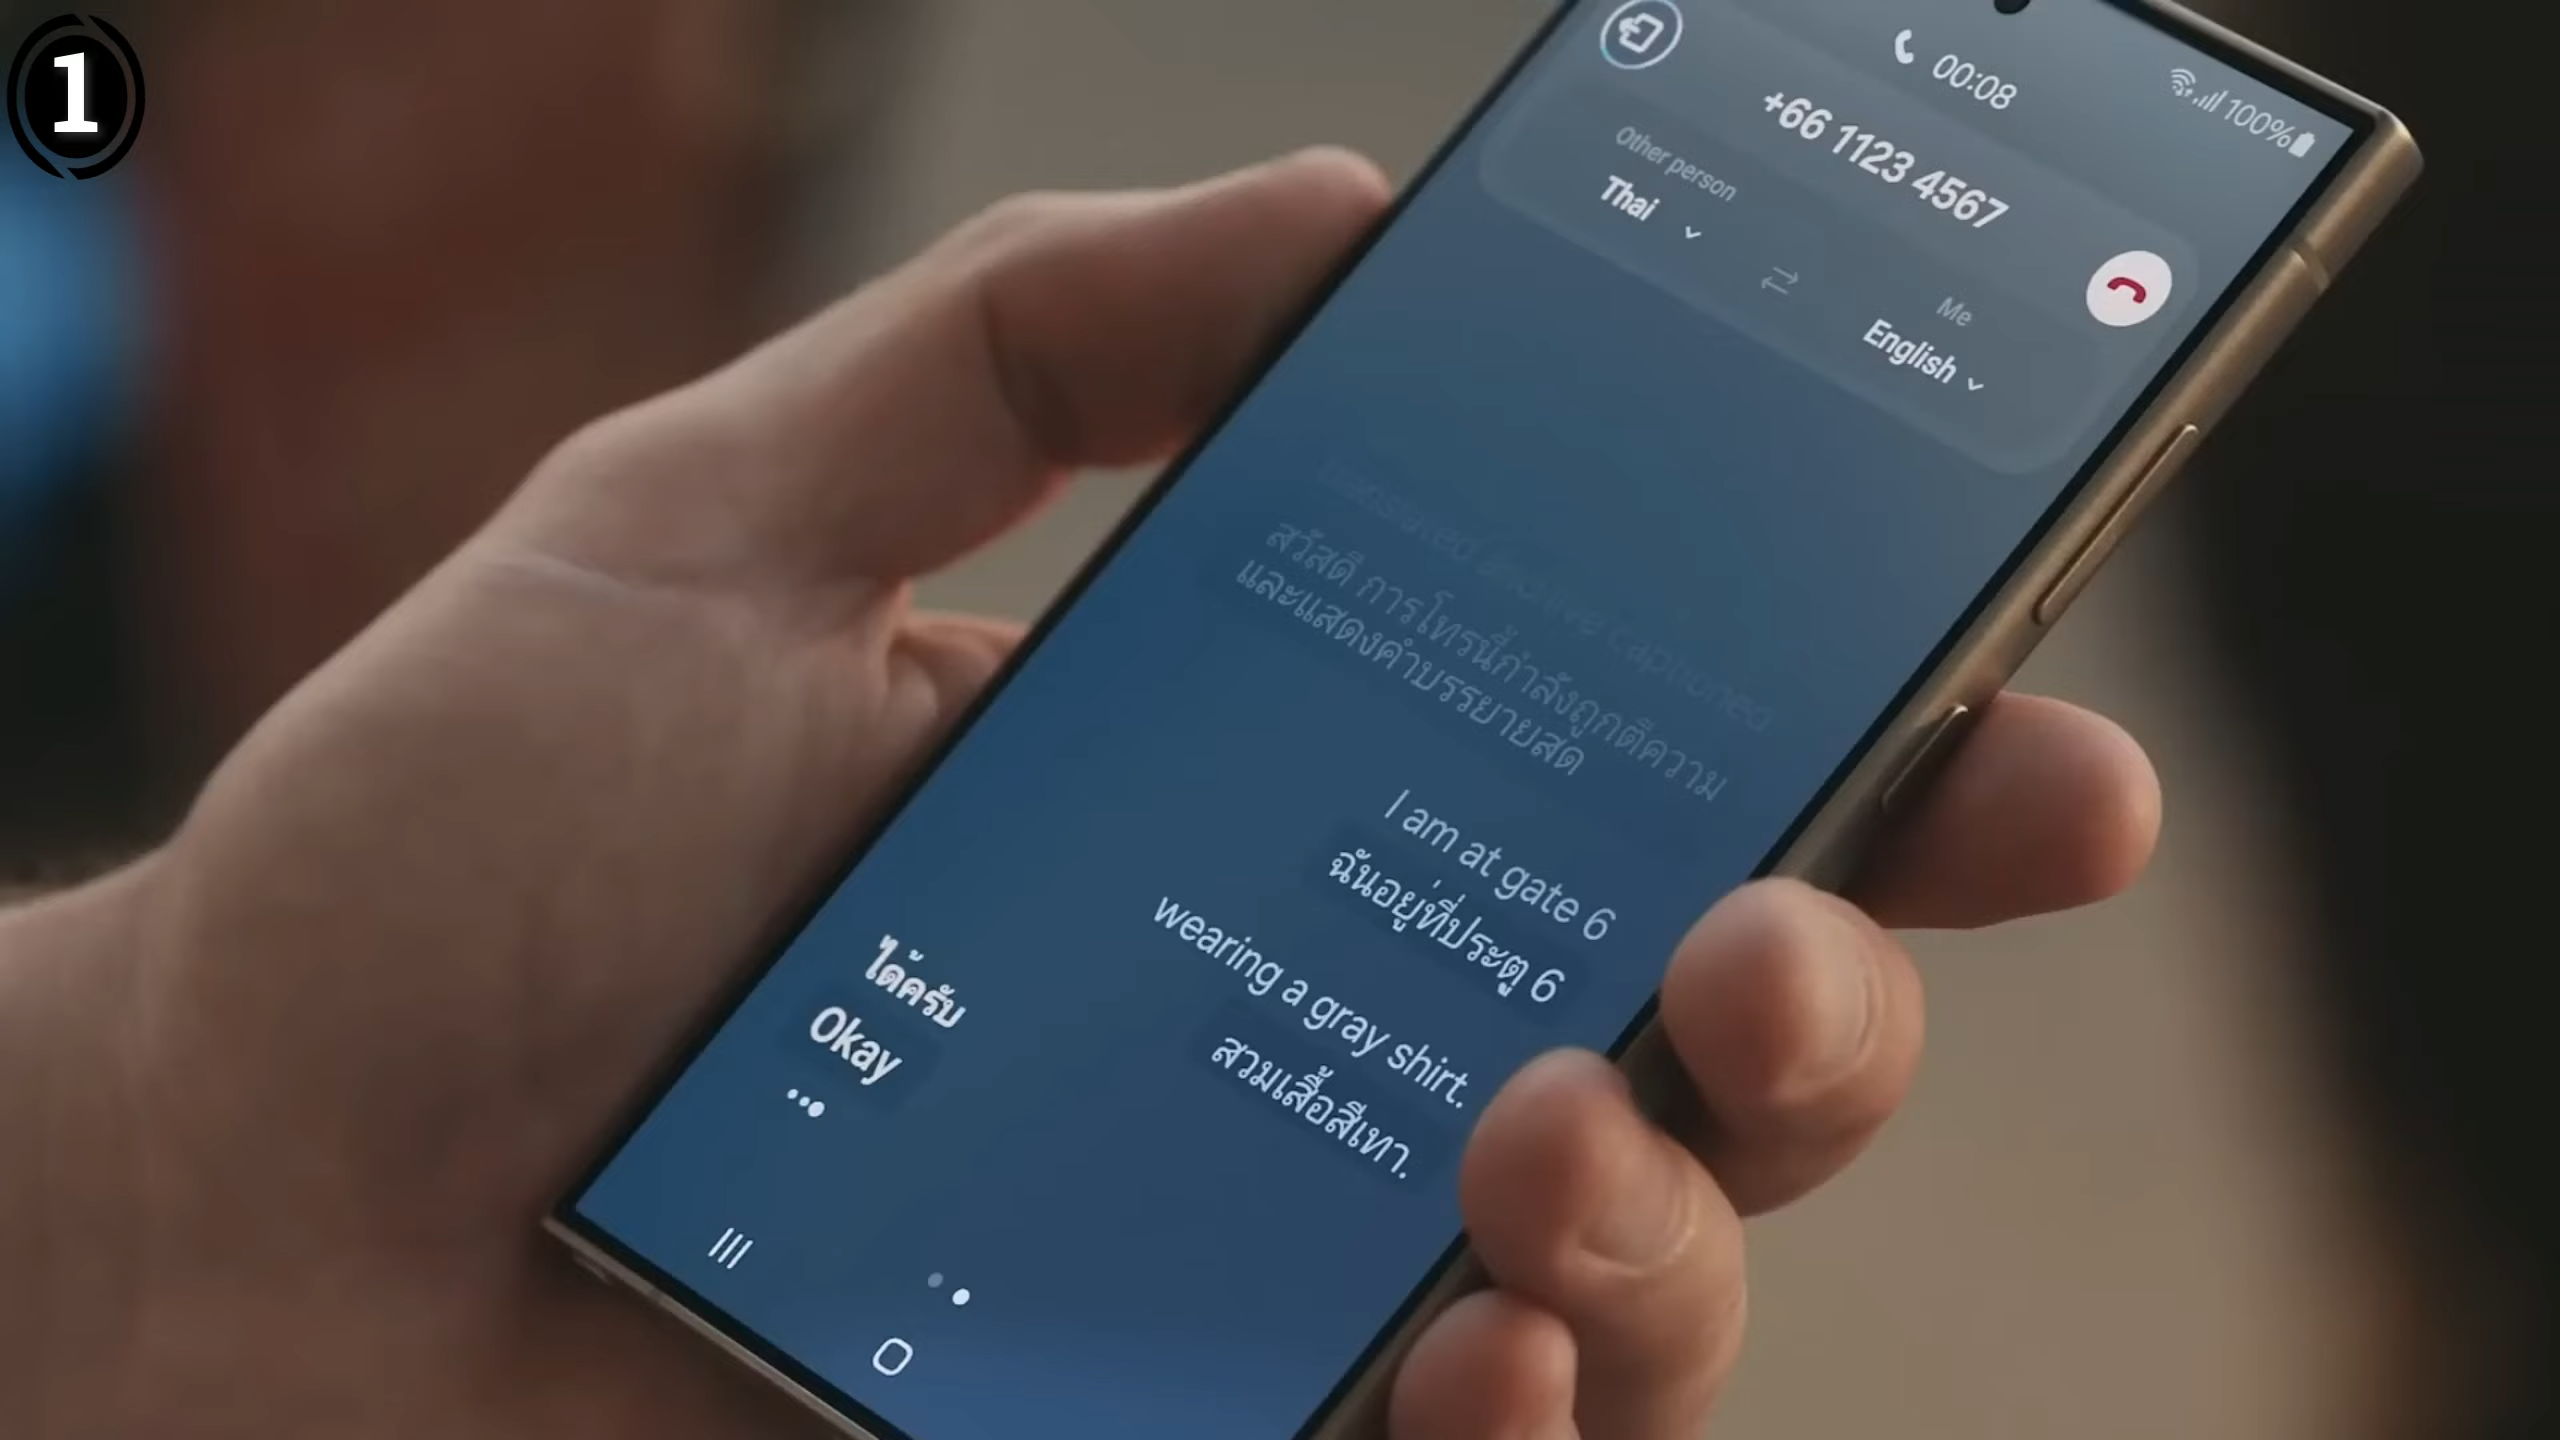 1
00:08
100%
+66 1123 4567
Other person
Thai
Me
English
translated and live captioned
สวัสดี การโทรนี้กำลังถูกตีความ
และแสดงคำบรรยายสด
I am at gate 6
ฉันอยู่ที่ประตู 6
wearing a gray shirt.
สวมเสื้อสีเทา.
ได้ครับ
Okay